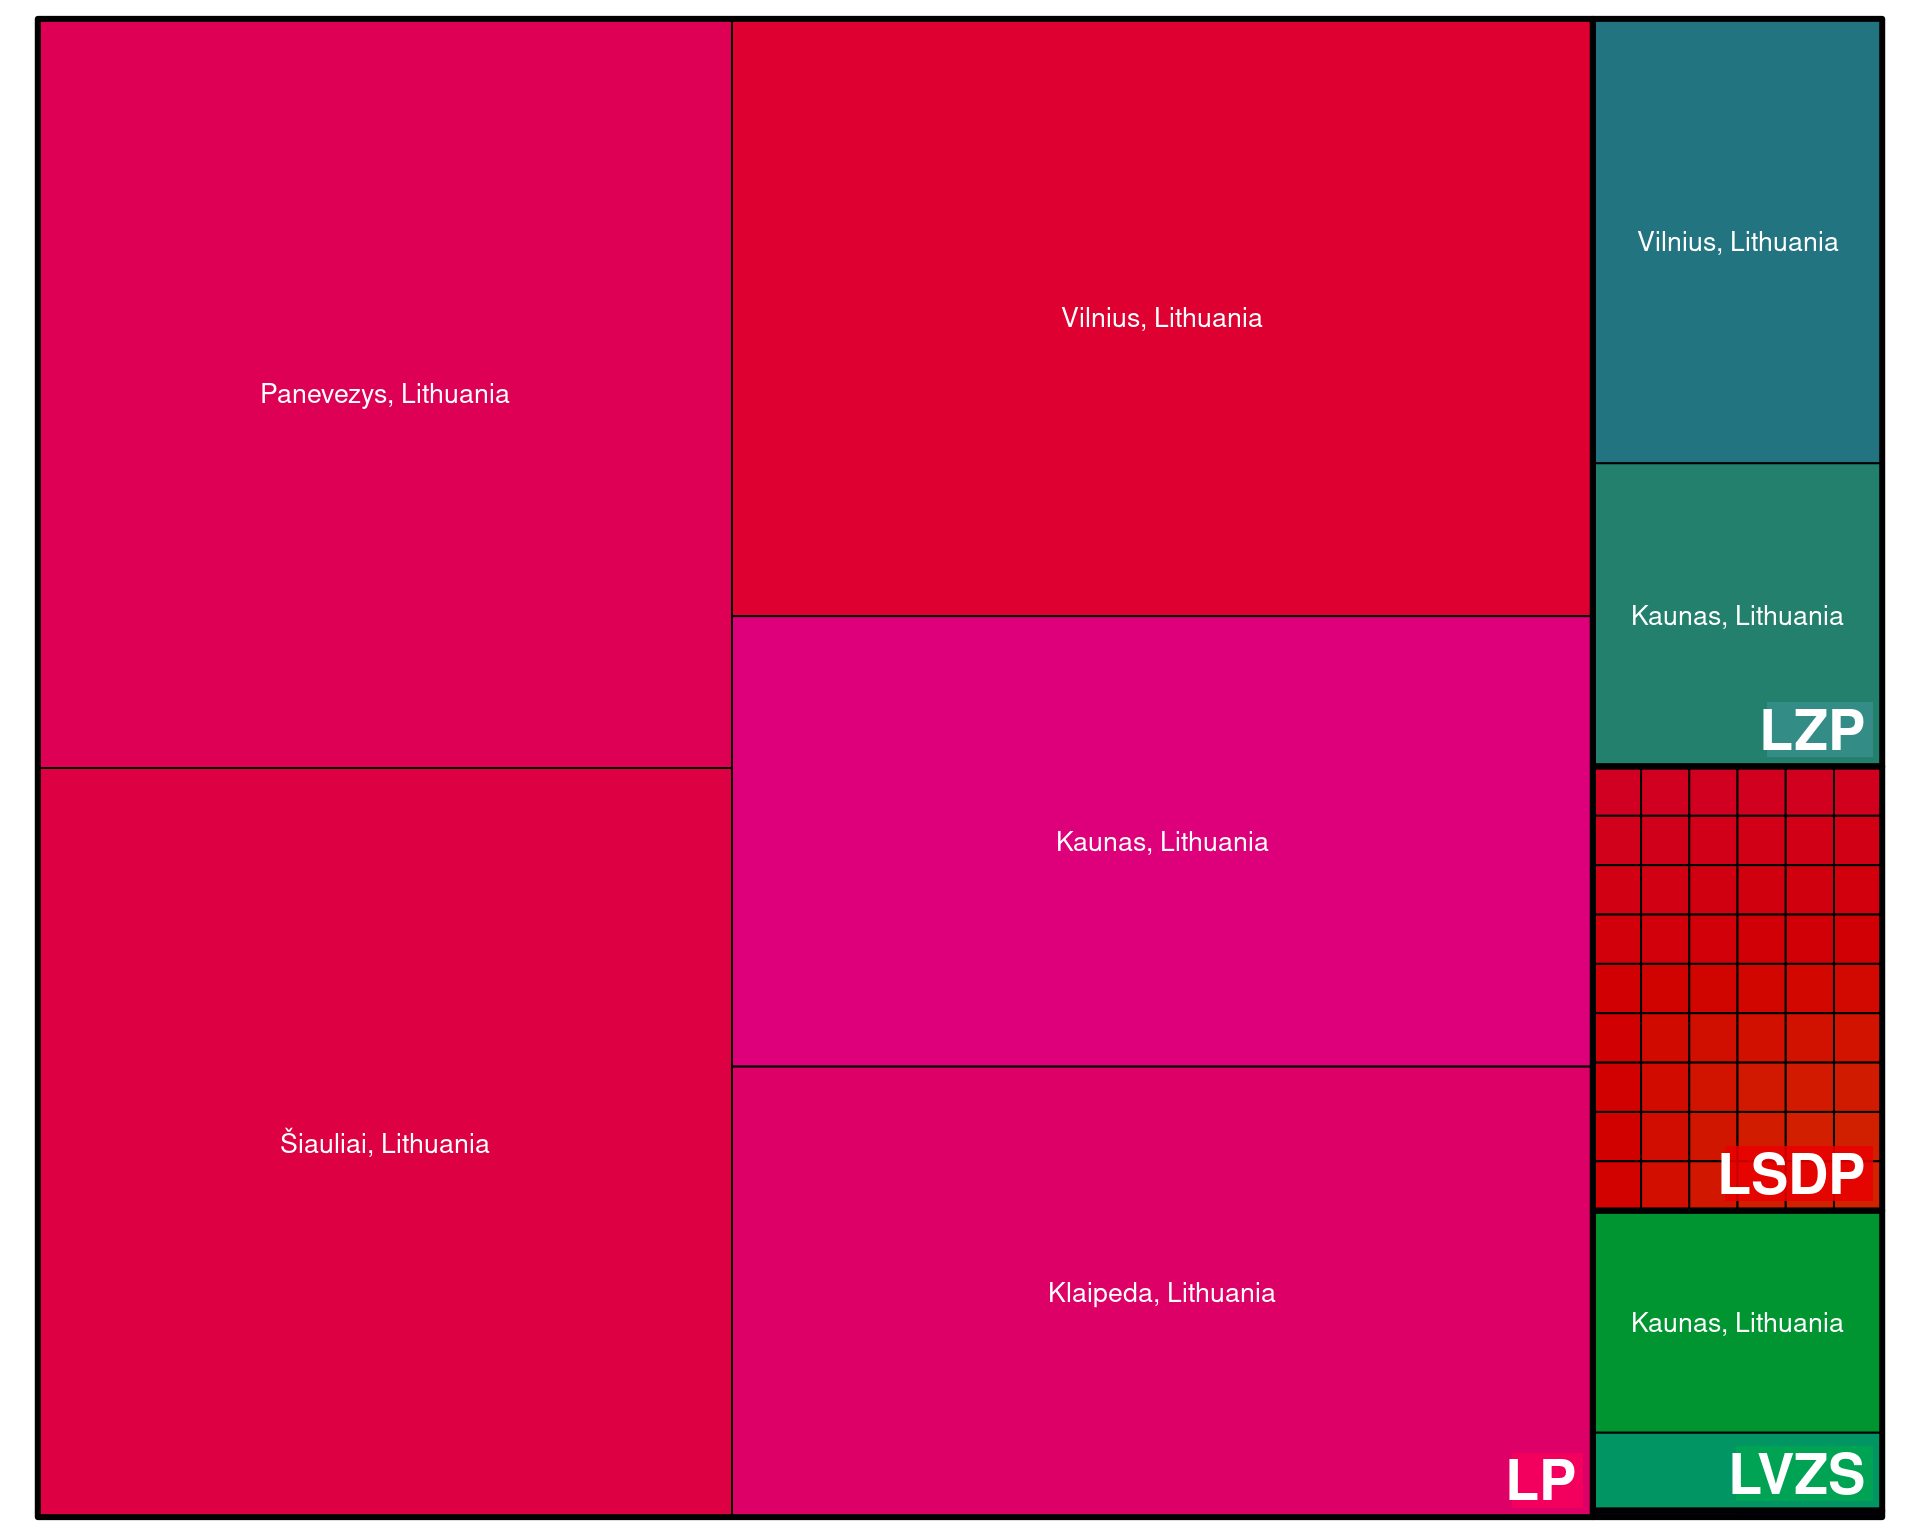 Panevezys, Lithuania
Šiauliai, Lithuania
Vilnius, Lithuania
Kaunas, Lithuania
Klaipeda, Lithuania
LP
Vilnius, Lithuania
Kaunas, Lithuania
LZP
LSDP
Kaunas, Lithuania
LVZS